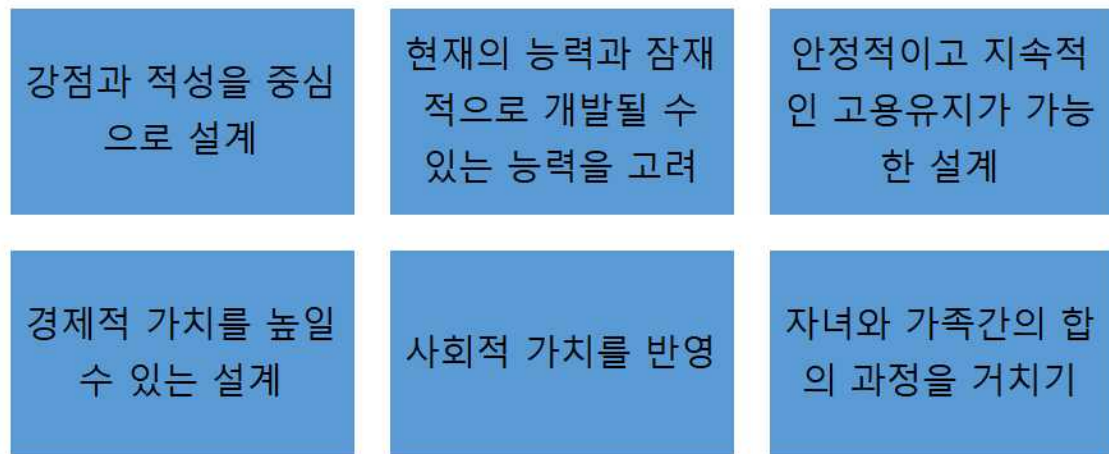 강점과 적성을 중심
으로 설계
현재의 능력과 잠재
적으로 개발될 수
있는 능력을 고려
안정적이고 지속적
인 고용유지가 가능
한 설계
경제적 가치를 높일
수 있는 설계
사회적 가치를 반영
자녀와 가족간의 합
의 과정을 거치기